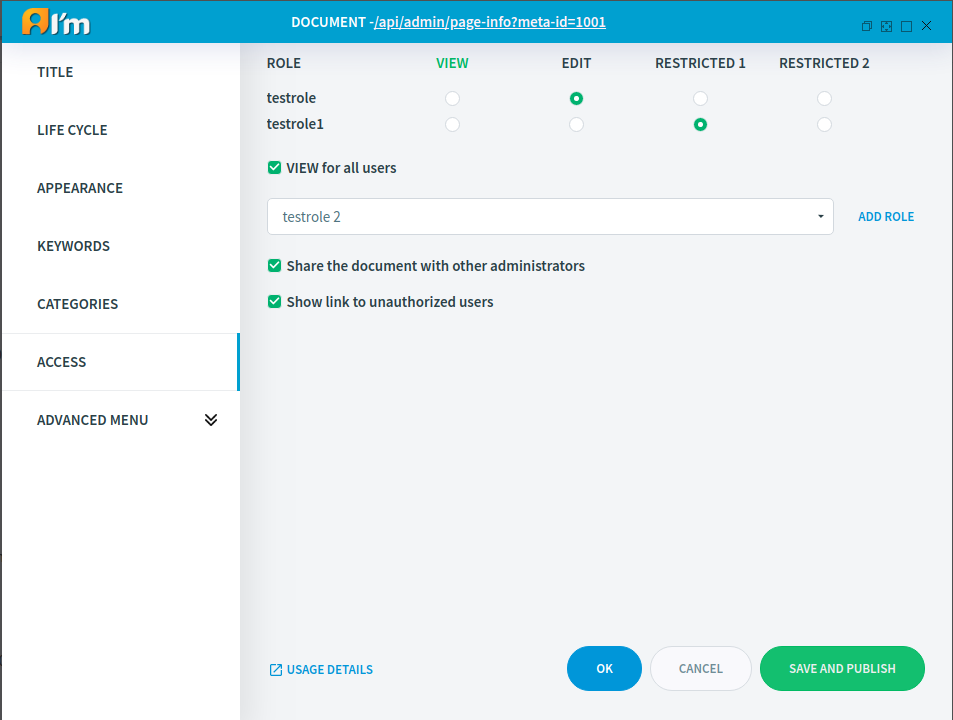 AI'm
DOCUMENT -/api/admin/page-info?meta-id=1001
TITLE
LIFE CYCLE
APPEARANCE
KEYWORDS
CATEGORIES
ACCESS
ADVANCED MENU
ROLE VIEW EDIT RESTRICTED 1 RESTRICTED 2
testrole
testrole1
VIEW for all users
testrole 2 ADD ROLE
Share the document with other administrators
Show link to unauthorized users
USAGE DETAILS OK CANCEL SAVE AND PUBLISH